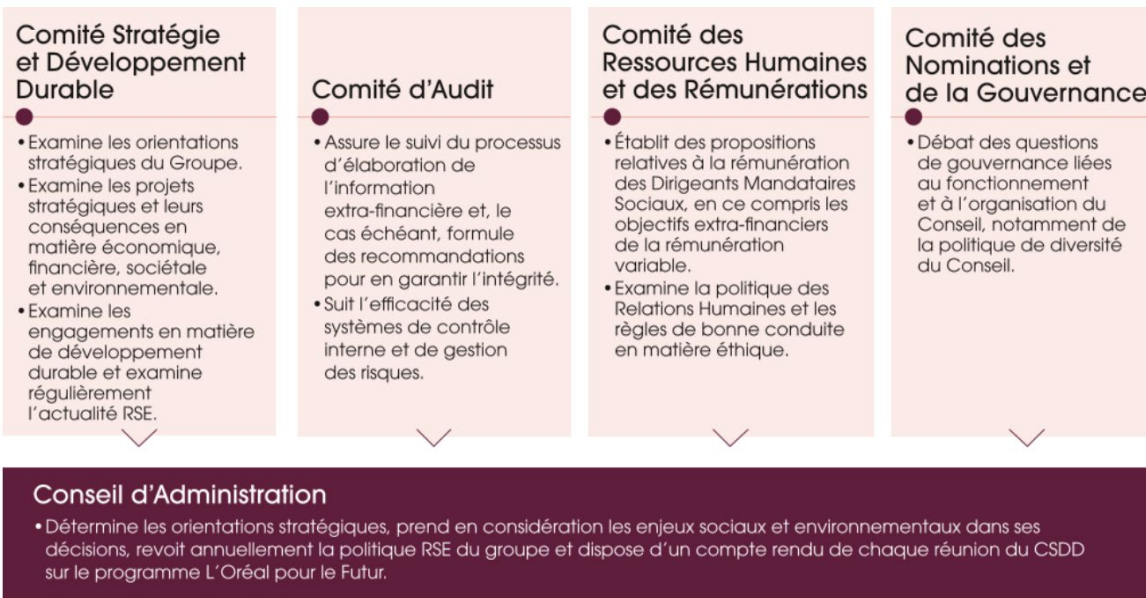 Comité Stratégie
et Développement
Durable
• Examine les orientations
stratégiques du Groupe.
• Examine les projets
stratégiques et leurs
conséquences en
matière économique,
financière, sociétale
et environnementale.
• Examine les
engagements en matière
de développement
durable et examine
régulièrement
l'actualité RSE.
Comité d'Audit
• Assure le suivi du processus
d'élaboration de
l'information
extra-financière et, le
cas échéant, formule
des recommandations
pour en garantir l'intégrité.
• Suit l'efficacité des
systèmes de contrôle
interne et de gestion
des risques.
Comité des
Ressources Humaines
et des Rémunérations
• Établit des propositions
relatives à la rémunération
des Dirigeants Mandataires
Sociaux, en ce compris les
objectifs extra-financiers
de la rémunération
variable.
• Examine la politique des
Relations Humaines et les
règles de bonne conduite
en matière éthique.
Comité des
Nominations et
de la Gouvernance
• Débat des questions
de gouvernance liées
au fonctionnement
et à l'organisation du
Conseil, notamment de
la politique de diversité
du Conseil.
Conseil d'Administration
• Détermine les orientations stratégiques, prend en considération les enjeux sociaux et environnementaux dans ses
décisions, revoit annuellement la politique RSE du groupe et dispose d'un compte rendu de chaque réunion du CSDD
sur le programme L'Oréal pour le Futur.